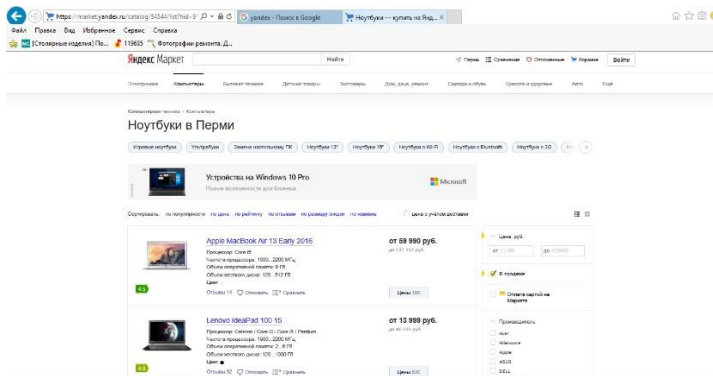 https://market.yandex.ru/catalog/54544/list?hid=9
yandex - Поиск в Google
Ноутбуки — купить на Янд...
Файл Правка Вид Избранное Сервис Справка
[Столярные изделия] По... 119635 Фотографии ремонта. Д...
Яндекс Маркет Найти Пермь Сравнение Отложенные Корзина Войти
Электроника Компьютеры Бытовая техника Детские товары Зоотовары Дом, дача, ремонт Одежда и обувь Красота и здоровье Авто Ещё
Компьютерная техника Компьютеры
Ноутбуки в Перми
Игровые ноутбуки Ультрабуки Замена настольному ПК Ноутбуки 13" Ноутбуки 15" Ноутбуки с Wi-Fi Ноутбуки с Bluetooth Ноутбуки с 3G
Устройства на Windows 10 Pro
Новые возможности для бизнеса
Microsoft
Сортировать: по популярности по цене по рейтингу по отзывам по размеру скидки по новизне цена с учётом доставки
Apple MacBook Air 13 Early 2015
Процессор: Core i5
Частота процессора: 1600...2200 МГц
Объем оперативной памяти: 8 Гб
Объем жесткого диска: 128...512 Гб
Цвет:
4.5
Отзывы 14 Отложить Сравнить
от 59 990 руб.
Цены
Lenovo IdeaPad 100 15
Процессор: Celeron / Core i3 / Core i5 / Pentium
Объем оперативной памяти: 2...8 Гб
Объем жесткого диска: 128...1000 Гб
Цвет:
4.0
Отзывы 52 Отложить Сравнить
от 13 999 руб.
Цены
Цена, руб.
от
до
В продаже
Оплата картой на
Маркете
Производитель
Acer
Alienware
Apple
ASUS
DELL